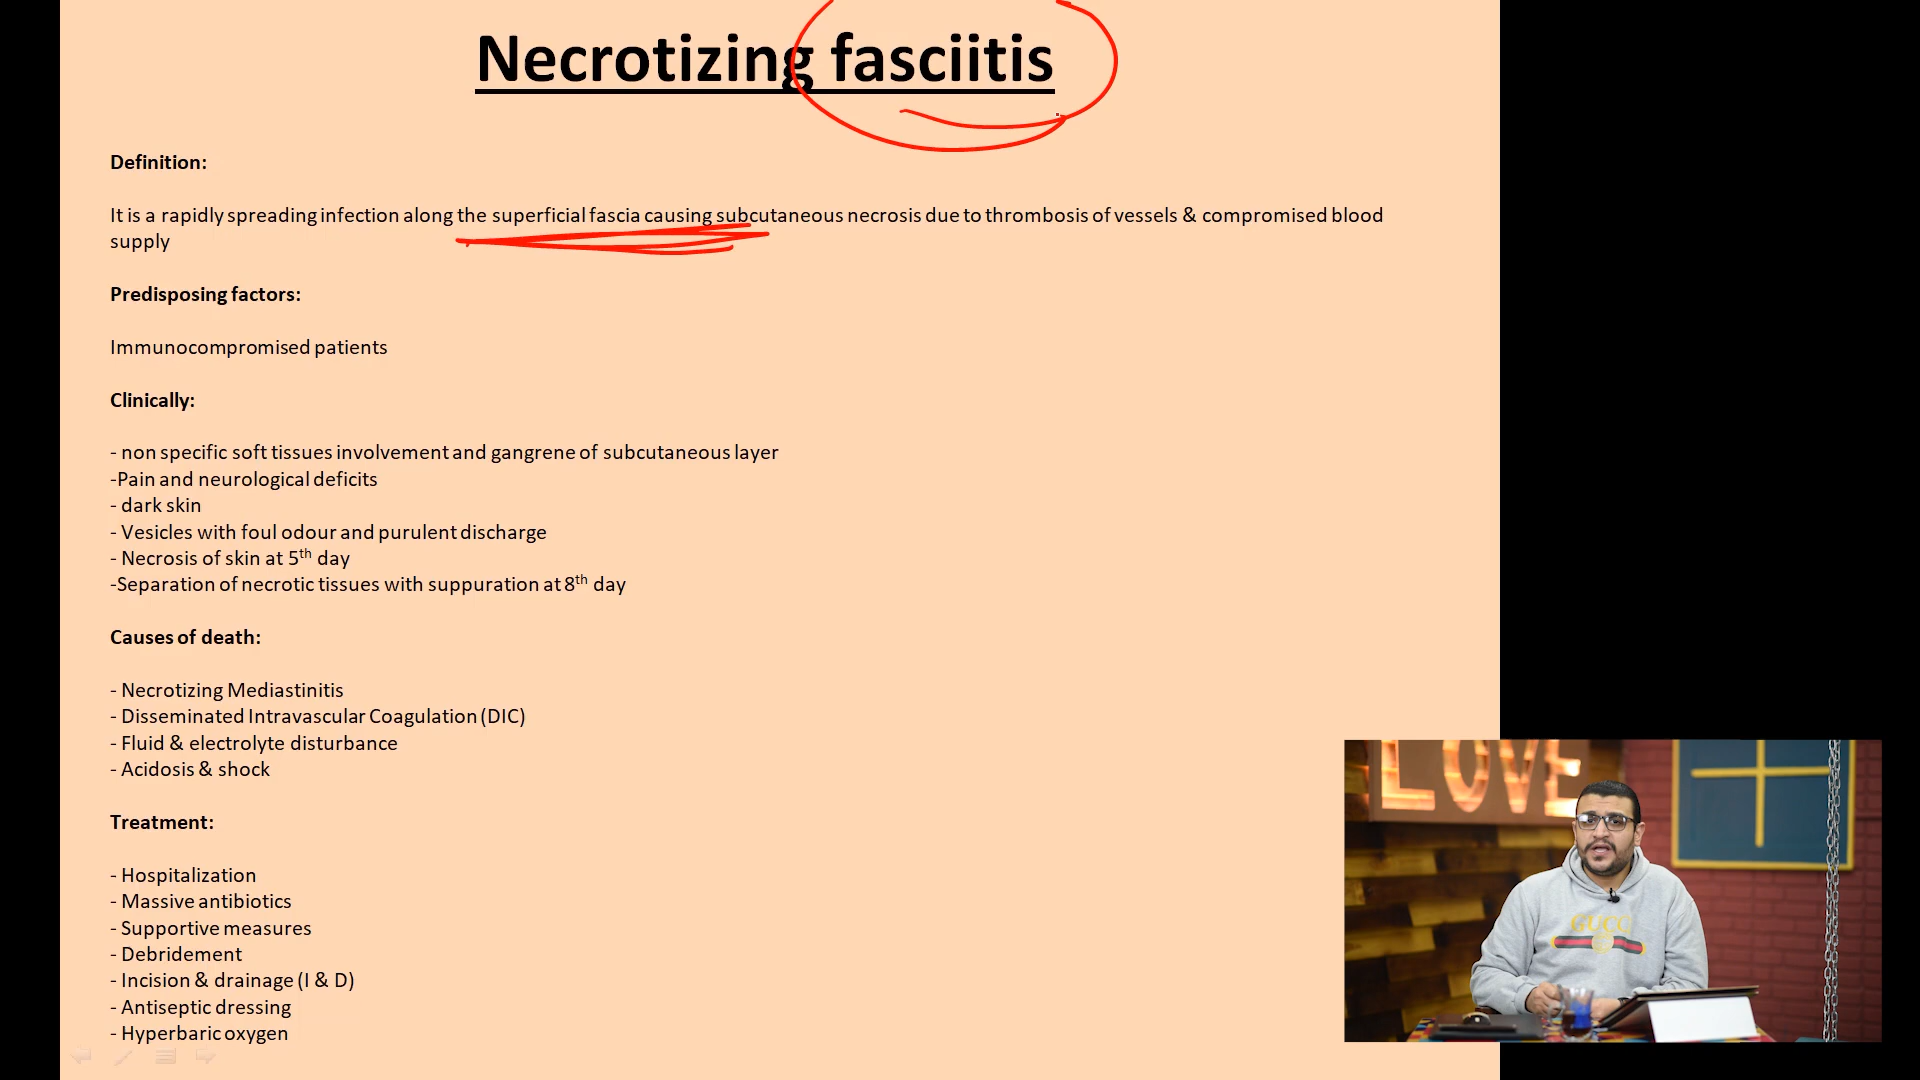 Necrotizing fasciitis
Definition:
It is a rapidly spreading infection along the superficial fascia causing subcutaneous necrosis due to thrombosis of vessels & compromised blood
supply
Predisposing factors:
Immunocompromised patients
Clinically:
- non specific soft tissues involvement and gangrene of subcutaneous layer
-Pain and neurological deficits
- dark skin
- Vesicles with foul odour and purulent discharge
- Necrosis of skin at 5th day
-Separation of necrotic tissues with suppuration at 8th day
Causes of death:
- Necrotizing Mediastinitis
- Disseminated Intravascular Coagulation (DIC)
- Fluid & electrolyte disturbance
- Acidosis & shock
Treatment:
- Hospitalization
- Massive antibiotics
- Supportive measures
- Debridement
- Incision & drainage (I & D)
- Antiseptic dressing
- Hyperbaric oxygen
LOVE
GUCCI